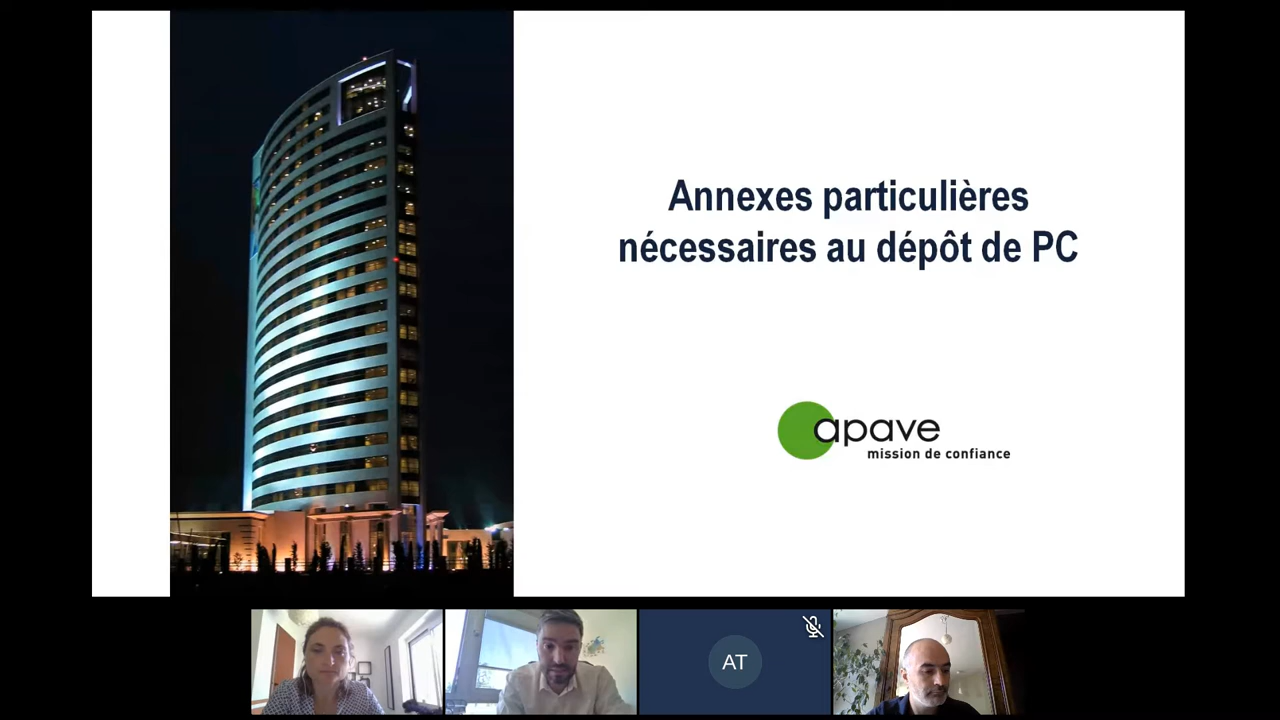 Annexes particulières
nécessaires au dépôt de PC
apave
mission de confiance
AT